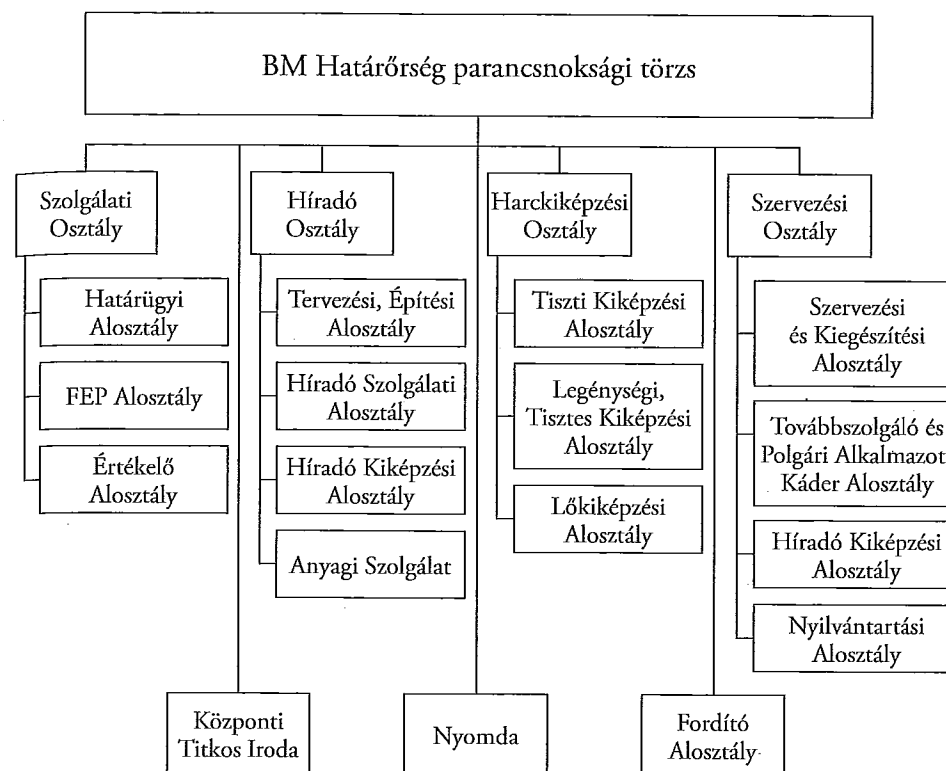 BM Határőrség parancsnoksági törzs
Szolgálati
Osztály
Határügyi
Alosztály
FEP Alosztály
Értékelő
Alosztály
Híradó
Osztály
Tervezési, Építési
Alosztály
Híradó Szolgálati
Alosztály
Híradó Kiképzési
Alosztály
Anyagi Szolgálat
Harckiképzési
Osztály
Tiszti Kiképzési
Alosztály
Legénységi,
Tisztes Kiképzési
Alosztály
Lőkiképzési
Alosztály
Szervezési
Osztály
Szervezési
és Kiegészítési
Alosztály
Továbbszolgáló és
Polgári Alkalmazot
Káder Alosztály
Híradó Kiképzési
Alosztály
Nyilvántartási
Alosztály
Központi
Titkos Iroda
Nyomda
Fordító
Alosztály